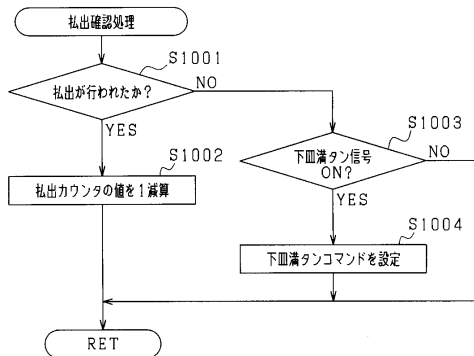 払出確認処理
S1001
払出が行われたか?
NO
YES
S1002
払出カウンタの値を1減算
S1003
下皿満タン信号
ON?
NO
YES
S1004
下皿満タンコマンドを設定
RET